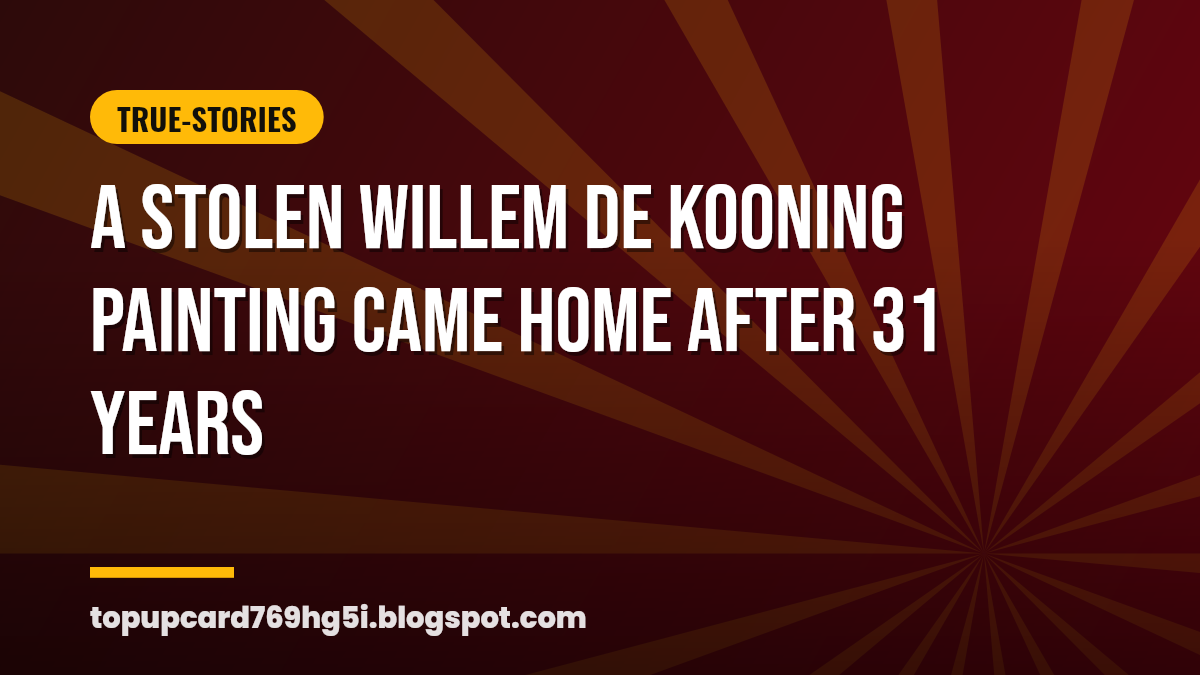 TRUE-STORIES
A STOLEN WILLEM DE KOONING
PAINTING CAME HOME AFTER 31
YEARS
topupcard769hg5i.blogspot.com